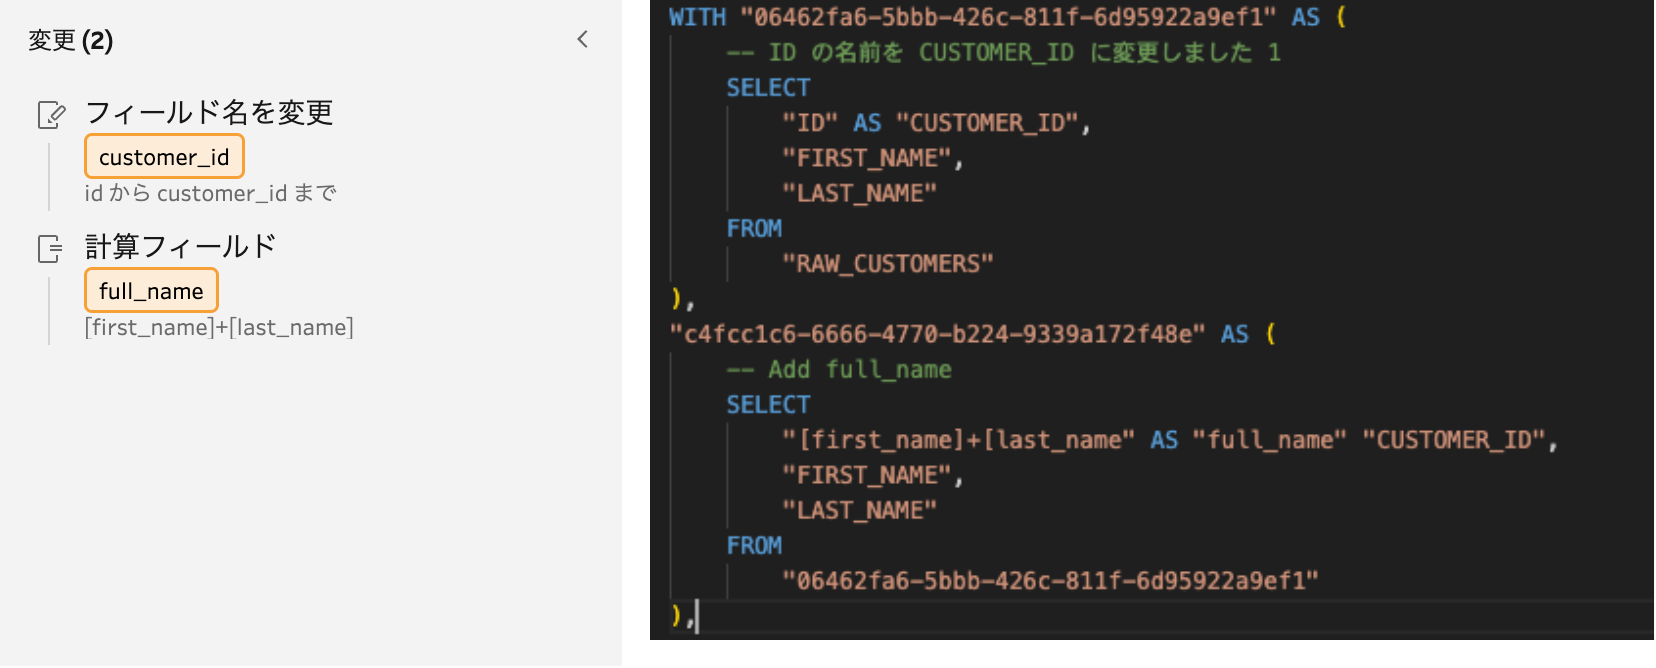 変更 (2)
フィールド名を変更
customer_id
id から customer_id まで
計算フィールド
full_name
[first_name]+[last_name]
WITH "06462fa6-5bbb-426c-811f-6d95922a9ef1" AS (
-- ID の名前を CUSTOMER_ID に変更しました 1
SELECT
"ID" AS "CUSTOMER_ID",
"FIRST_NAME",
"LAST_NAME"
FROM
"RAW_CUSTOMERS"
),
"c4fcc1c6-6666-4770-b224-9339a172f48e" AS (
-- Add full_name
SELECT
"[first_name]+[last_name" AS "full_name" "CUSTOMER_ID",
"FIRST_NAME",
"LAST_NAME"
FROM
"06462fa6-5bbb-426c-811f-6d95922a9ef1"
),